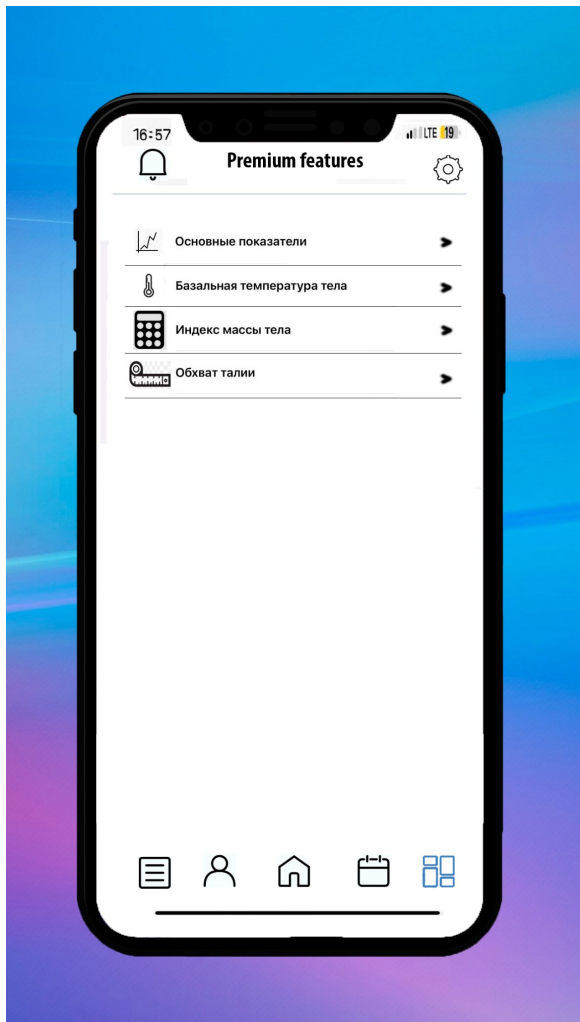 16:57
LTE 19
Premium features
Основные показатели
Базальная температура тела
Индекс массы тела
Обхват талии